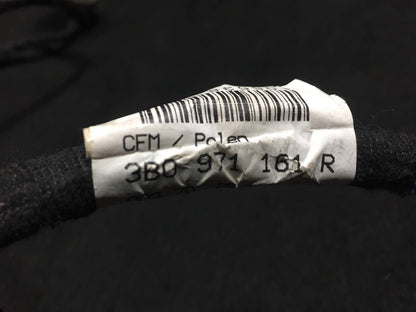 CFM / Polen
3B0 971 161 R